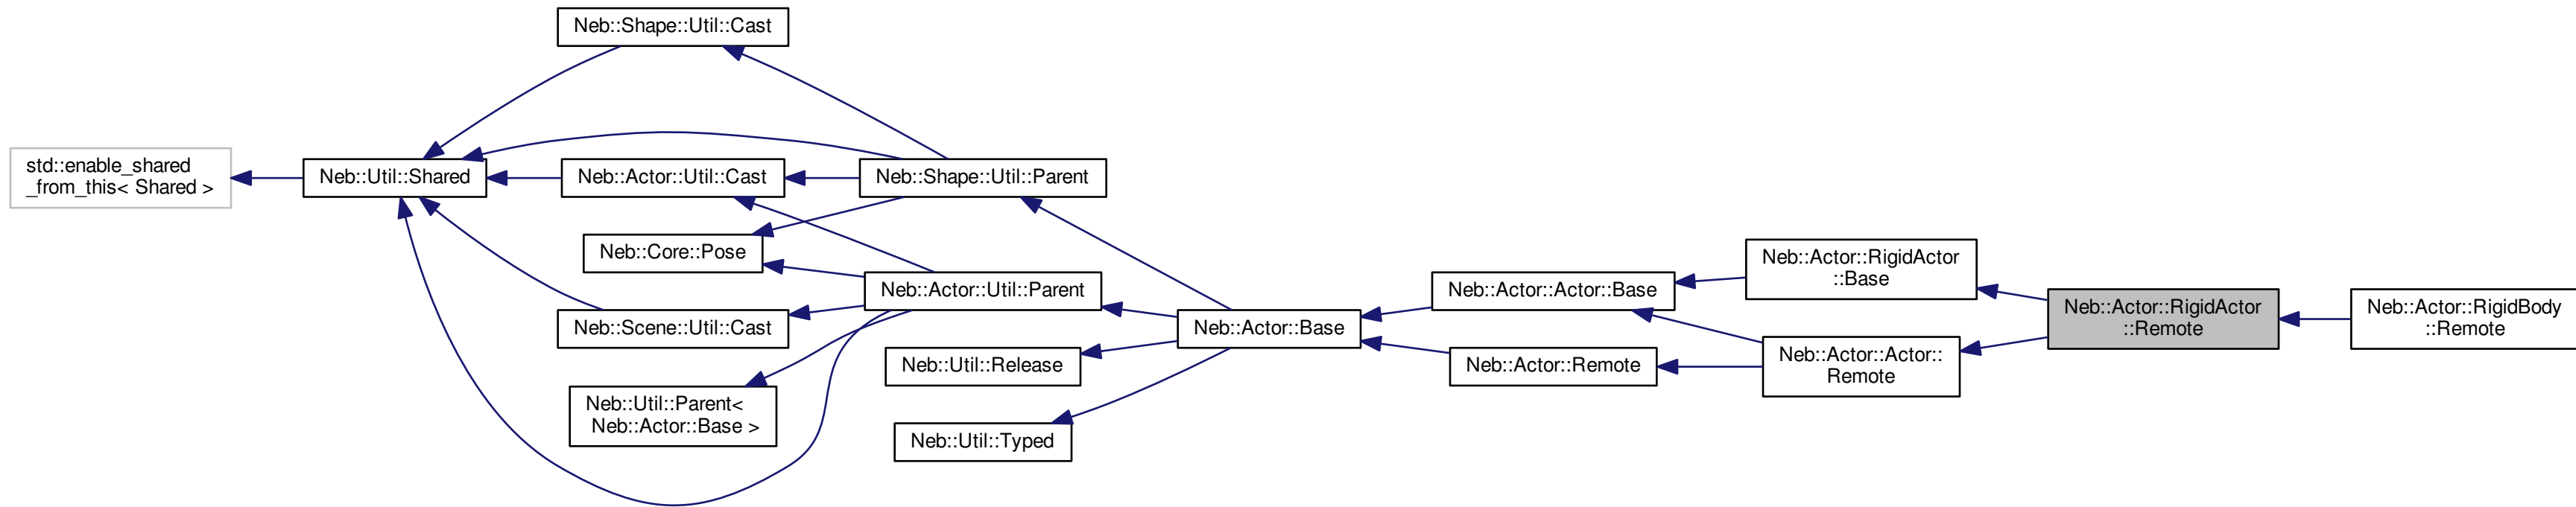 Neb::Shape::Util::Cast
std::enable_shared
_from_this< Shared >
Neb::Util::Shared
Neb::Actor::Util::Cast
Neb::Shape::Util::Parent
Neb::Core::Pose
Neb::Actor::Util::Parent
Neb::Scene::Util::Cast
Neb::Util::Parent<
Neb::Actor::Base >
Neb::Util::Release
Neb::Util::Typed
Neb::Actor::Base
Neb::Actor::Actor::Base
Neb::Actor::Remote
Neb::Actor::RigidActor
::Base
Neb::Actor::Actor::
Remote
Neb::Actor::RigidActor
::Remote
Neb::Actor::RigidBody
::Remote